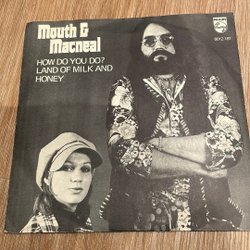 Mouth &
Macneal
HOW DO YOU DO?
LAND OF MILK AND
HONEY
PHILIPS